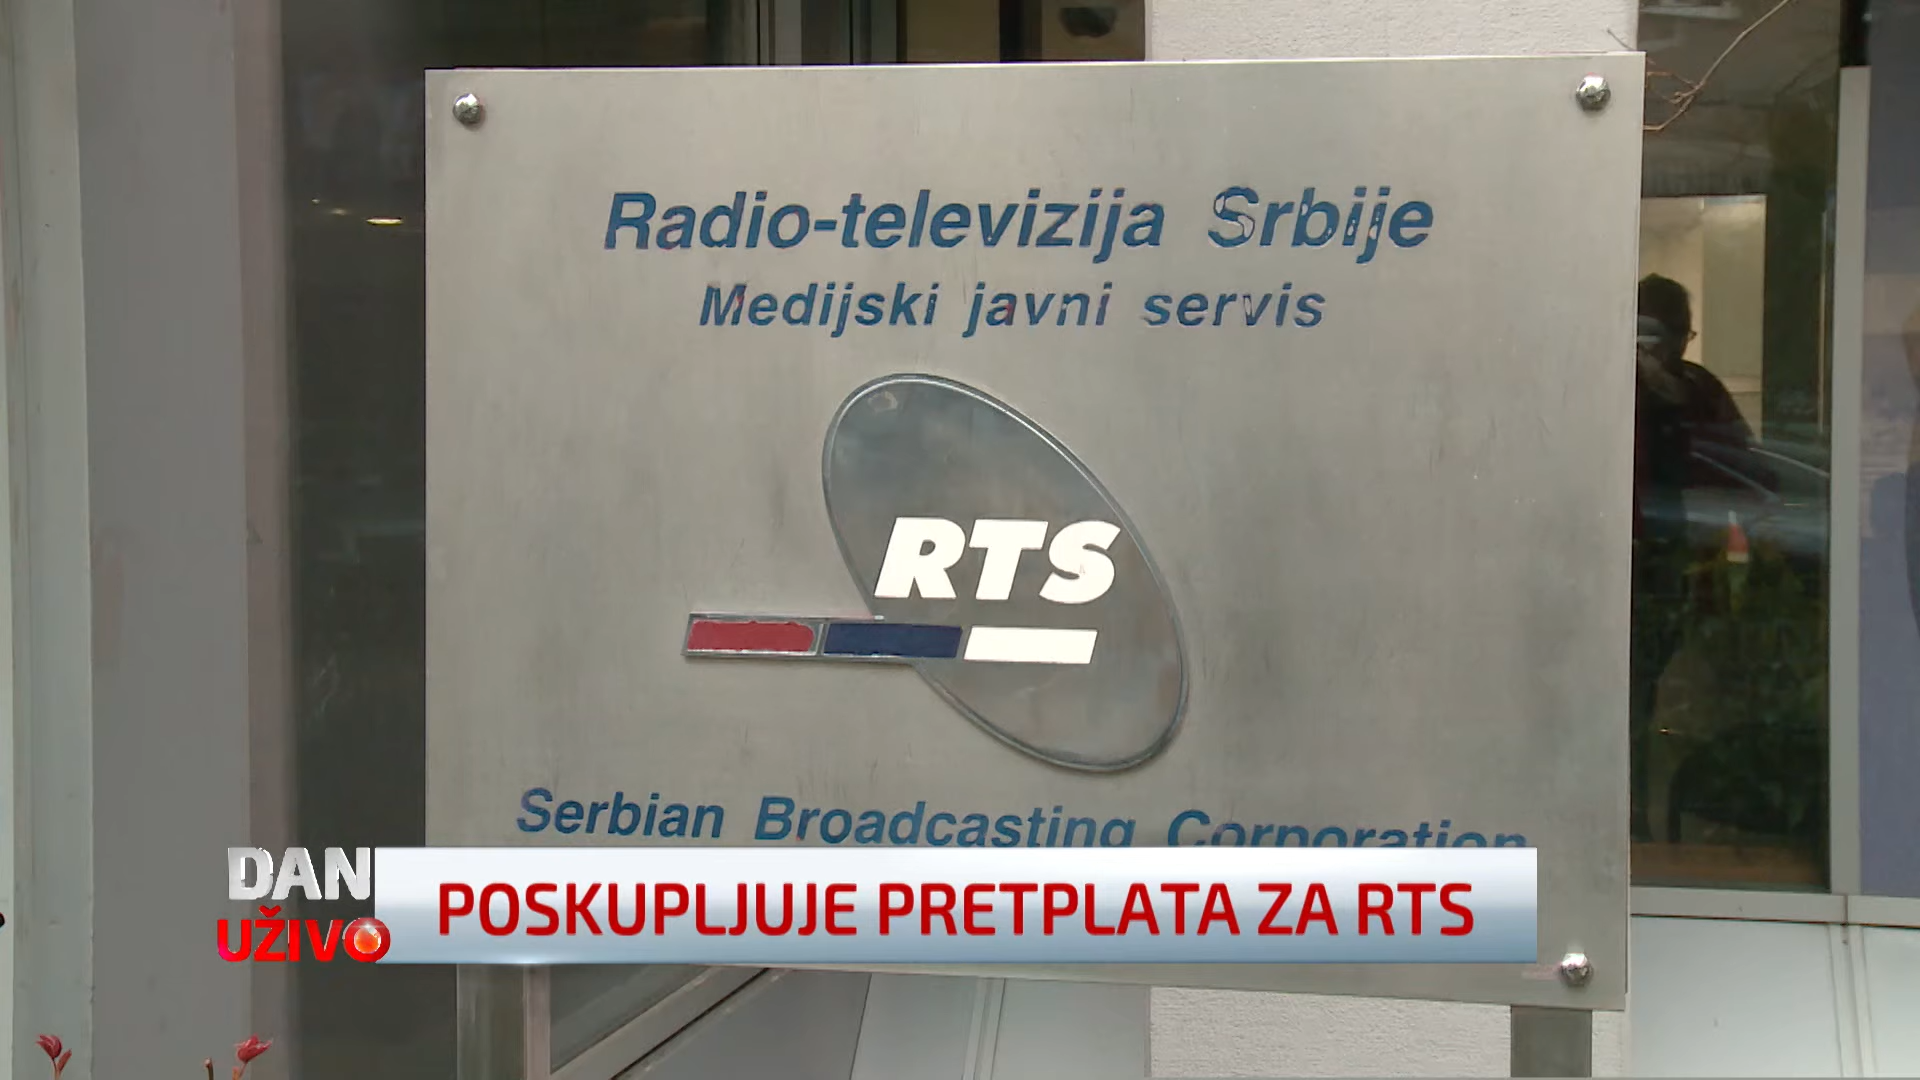 Radio-televizija Srbije
Medijski javni servis
RTS
Serbian Broadcasting Corporation
DAN
UŽIVO
POSKUPLJUJE PRETPLATA ZA RTS